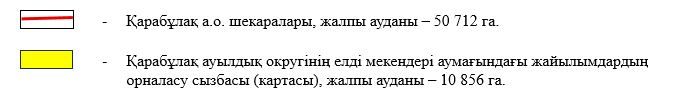 - Қарабұлақ а.о. шекаралары, жалпы ауданы – 50 712 га.
- Қарабұлақ ауылдық округінің елді мекендері аумағындағы жайылымдардың
орналасу сызбасы (картасы), жалпы ауданы – 10 856 га.